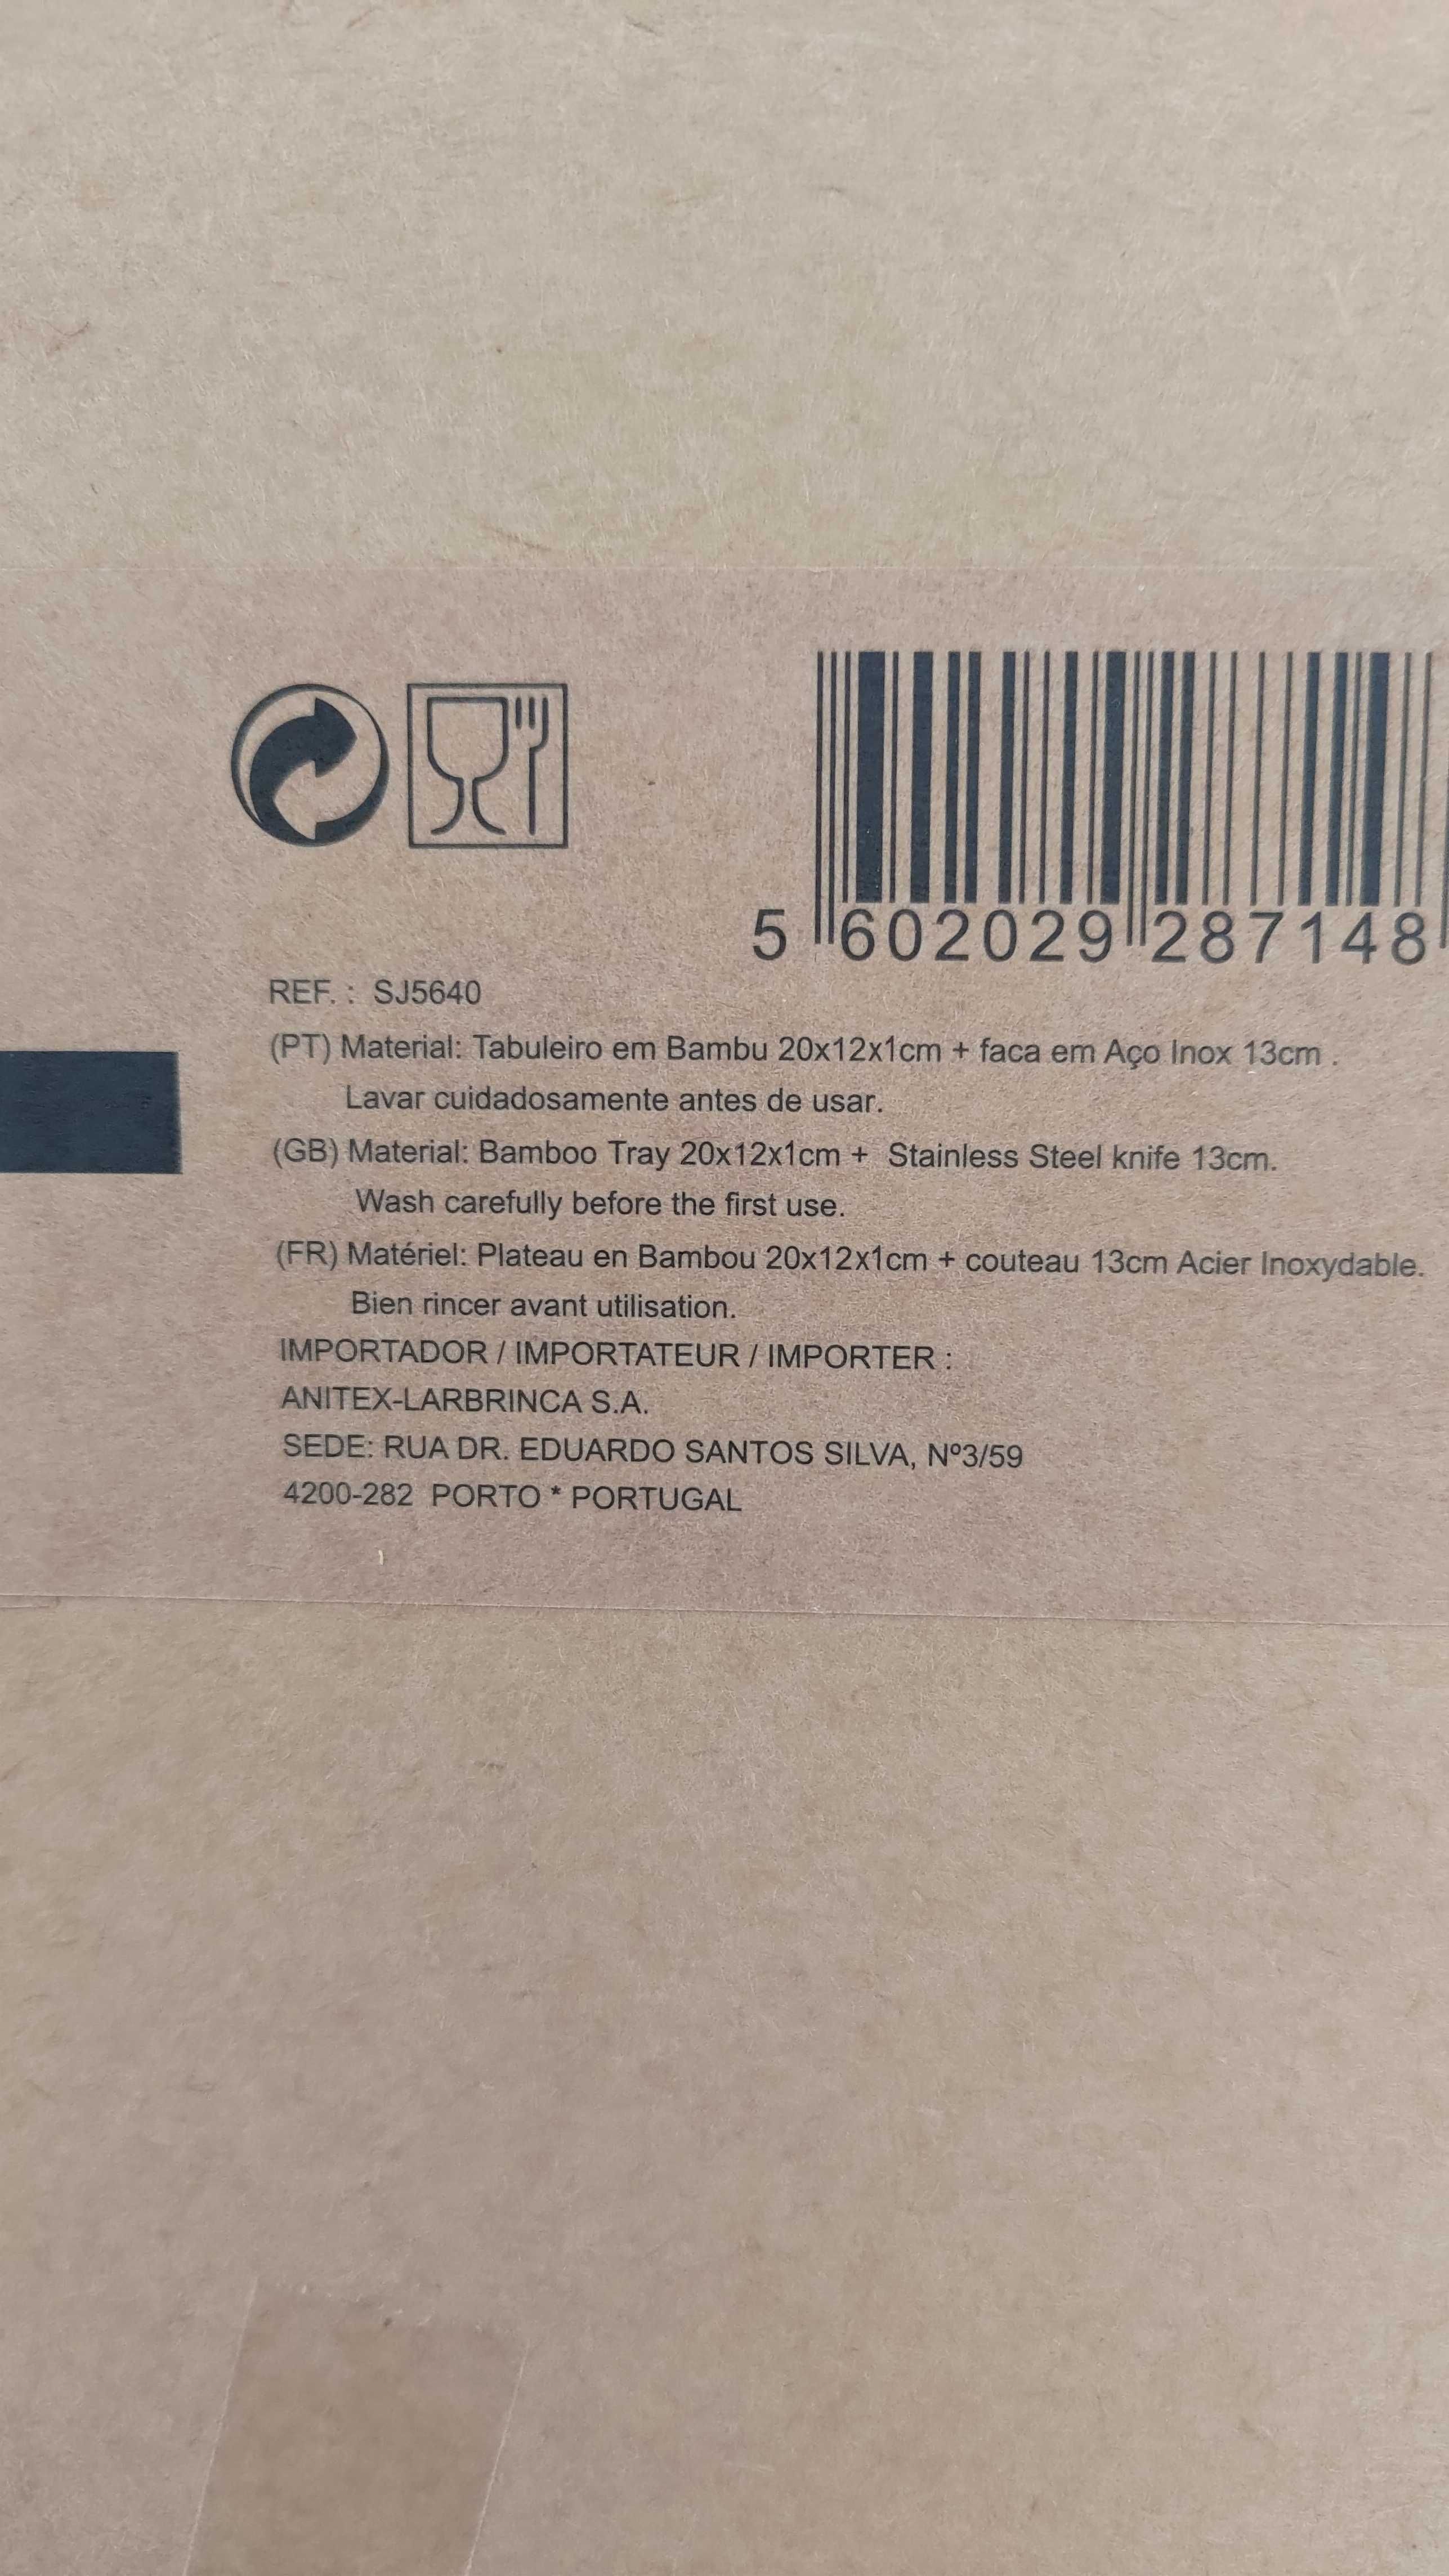 5 602029 287148
REF. : SJ5640
(PT) Material: Tabuleiro em Bambu 20x12x1cm + faca em Aço Inox 13cm .
Lavar cuidadosamente antes de usar.
(GB) Material: Bamboo Tray 20x12x1cm + Stainless Steel knife 13cm.
Wash carefully before the first use.
(FR) Matériel: Plateau en Bambou 20x12x1cm + couteau 13cm Acier Inoxydable.
Bien rincer avant utilisation.
IMPORTADOR / IMPORTATEUR / IMPORTER :
ANITEX-LARBRINCA S.A.
SEDE: RUA DR. EDUARDO SANTOS SILVA, Nº3/59
4200-282 PORTO * PORTUGAL